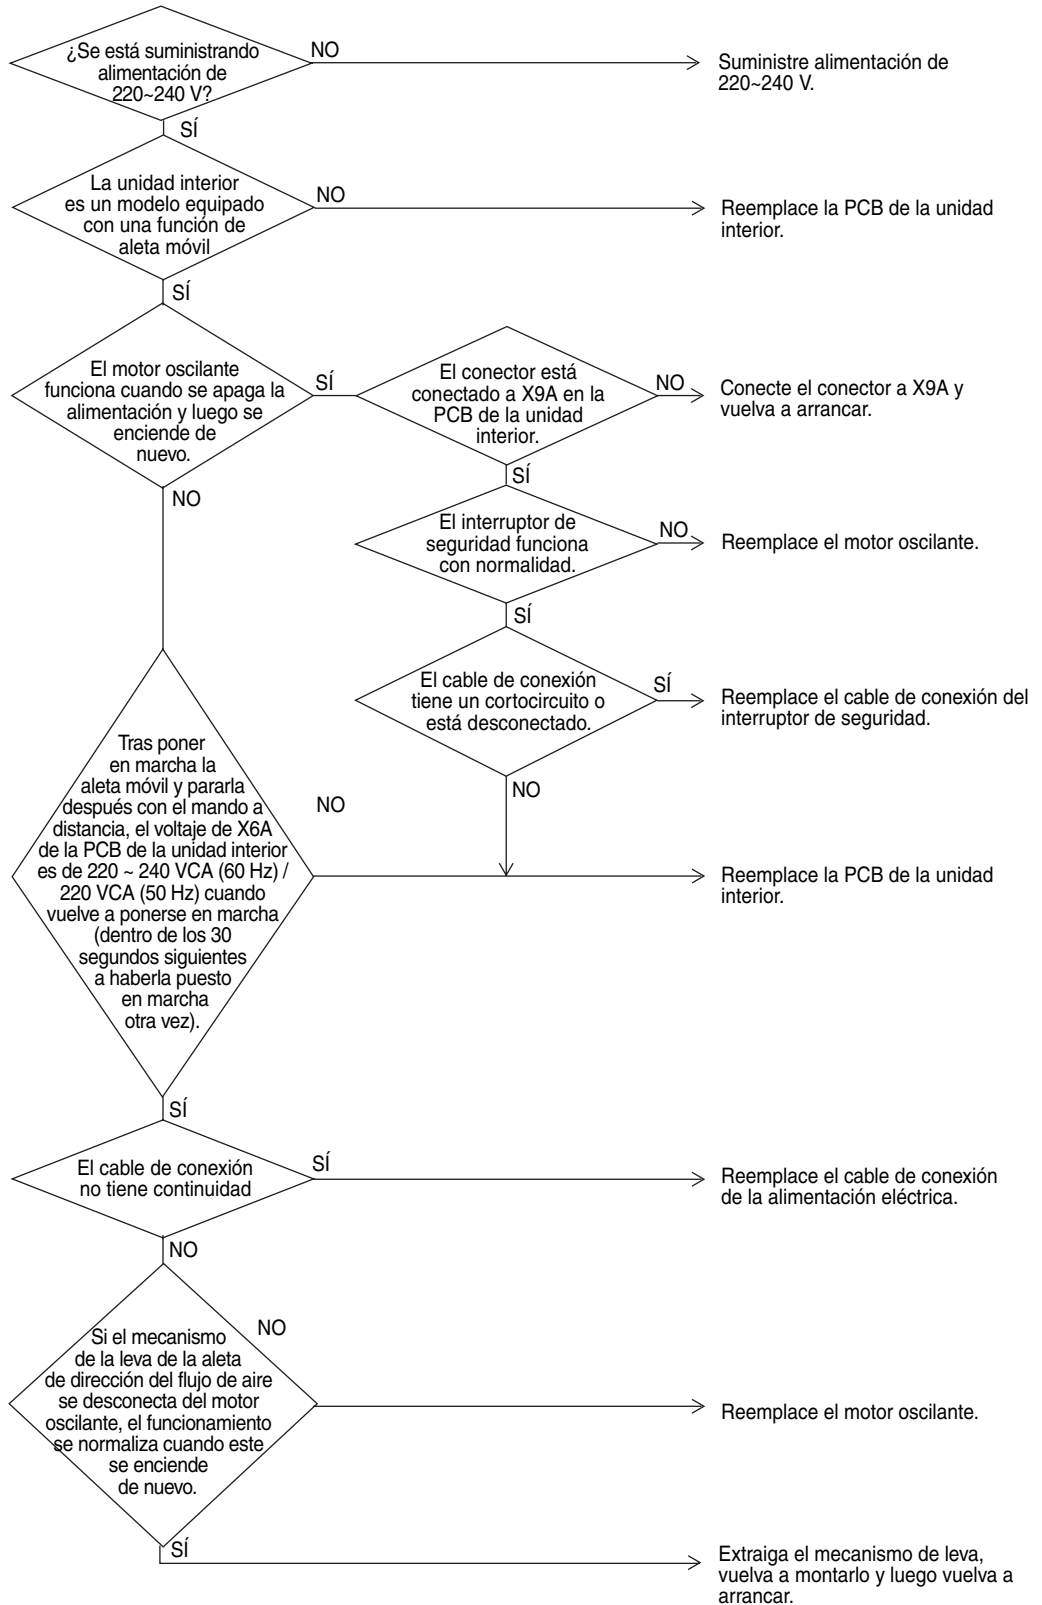 ¿Se está suministrando
alimentación de
220~240 V?
NO
Suministre alimentación de
220~240 V.
SÍ
La unidad interior
es un modelo equipado
con una función de
aleta móvil
NO
Reemplace la PCB de la unidad
interior.
SÍ
El motor oscilante
funciona cuando se apaga la
alimentación y luego se
enciende de
nuevo.
SÍ
El conector está
conectado a X9A en la
PCB de la unidad
interior.
NO
Conecte el conector a X9A y
vuelva a arrancar.
SÍ
NO
El interruptor de
seguridad funciona
con normalidad.
NO
Reemplace el motor oscilante.
SÍ
El cable de conexión
tiene un cortocircuito o
está desconectado.
SÍ
Reemplace el cable de conexión del
interruptor de seguridad.
NO
Tras poner
en marcha la
aleta móvil y pararla
después con el mando a
distancia, el voltaje de X6A
de la PCB de la unidad interior
es de 220 ~ 240 VCA (60 Hz) /
220 VCA (50 Hz) cuando
vuelve a ponerse en marcha
(dentro de los 30
segundos siguientes
a haberla puesto
en marcha
otra vez).
NO
Reemplace la PCB de la unidad
interior.
SÍ
El cable de conexión
no tiene continuidad
SÍ
Reemplace el cable de conexión
de la alimentación eléctrica.
NO
Si el mecanismo
de la leva de la aleta
de dirección del flujo de aire
se desconecta del motor
oscilante, el funcionamiento
se normaliza cuando este
se enciende
de nuevo.
NO
Reemplace el motor oscilante.
SÍ
Extraiga el mecanismo de leva,
vuelva a montarlo y luego vuelva a
arrancar.